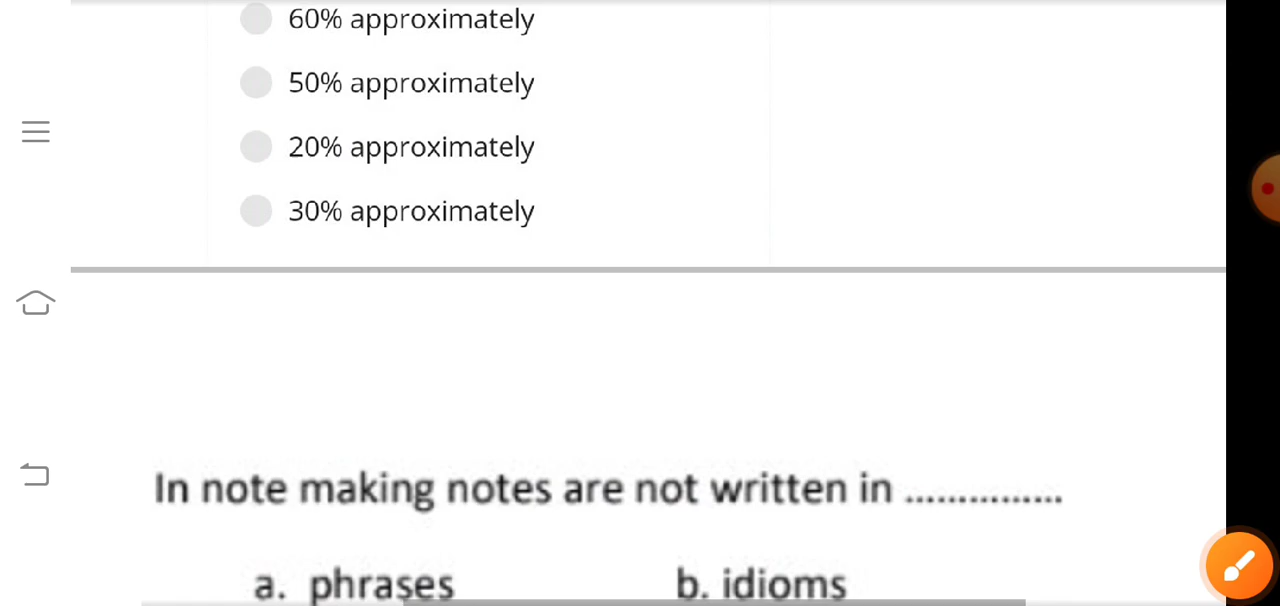 60% approximately
50% approximately
20% approximately
30% approximately
In note making notes are not written in ...............
a. phrases b. idioms